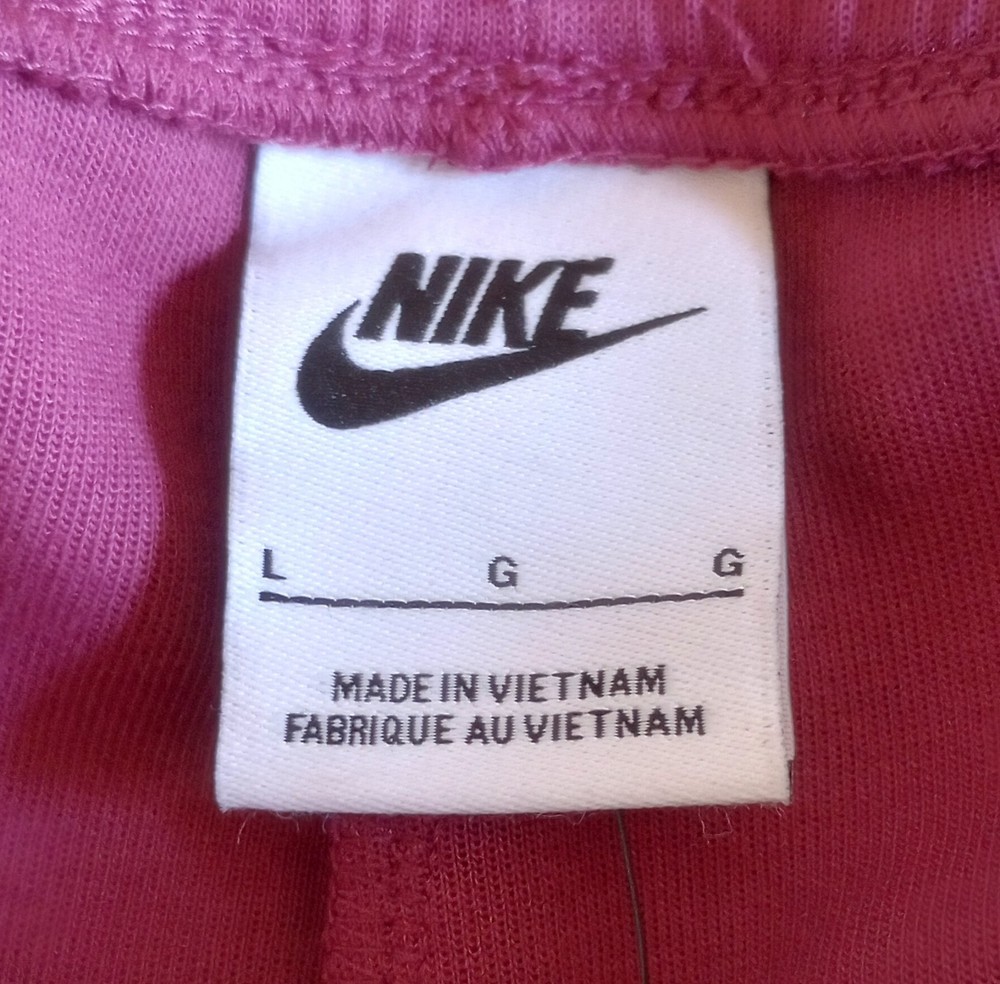 NIKE
L G G
MADE IN VIETNAM
FABRIQUE AU VIETNAM